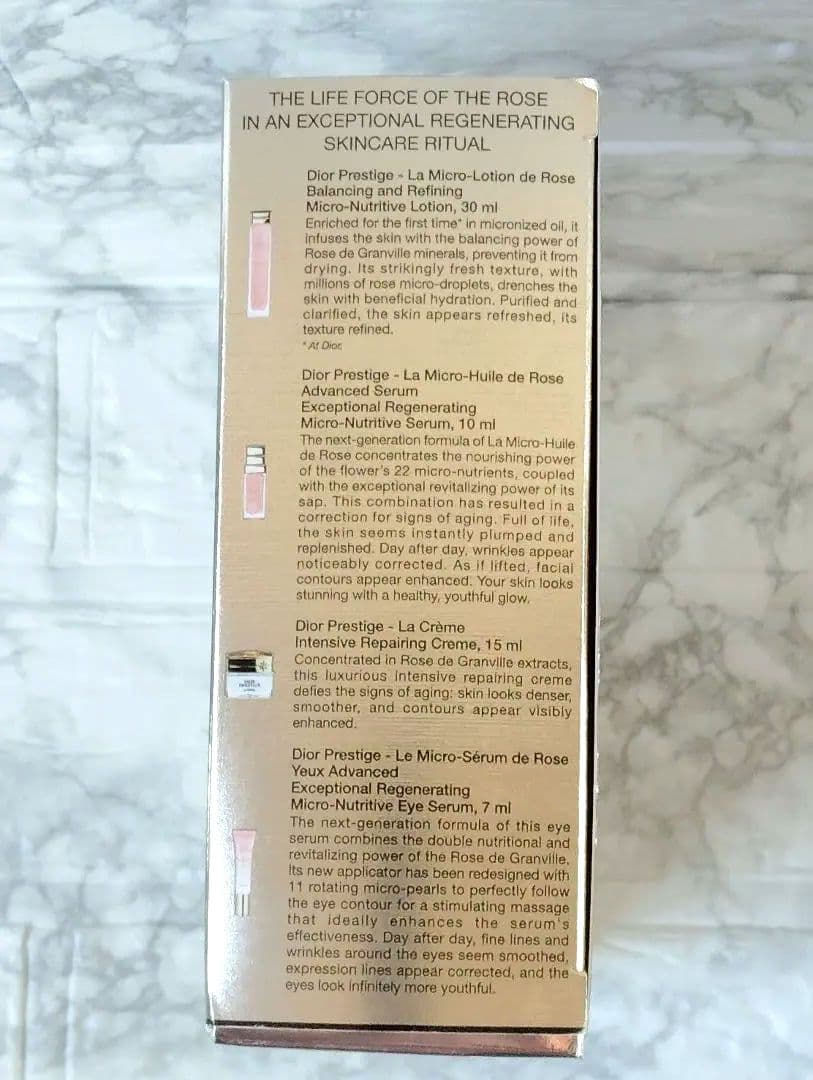 THE LIFE FORCE OF THE ROSE
IN AN EXCEPTIONAL REGENERATING
SKINCARE RITUAL
Dior Prestige - La Micro-Lotion de Rose
Balancing and Refining
Micro-Nutritive Lotion, 30 ml
Enriched for the first time* in micronized oil, it
infuses the skin with the balancing power of
Rose de Granville minerals, preventing it from
drying. Its strikingly fresh texture, with
millions of rose micro-droplets, drenches the
skin with beneficial hydration. Purified and
clarified, the skin appears refreshed, its
texture refined.
* At Dior.
Dior Prestige - La Micro-Huile de Rose
Advanced Serum
Exceptional Regenerating
Micro-Nutritive Serum, 10 ml
The next-generation formula of La Micro-Huile
de Rose concentrates the nourishing power
of the flower's 22 micro-nutrients, coupled
with the exceptional revitalizing power of its
sap. This combination has resulted in a
correction for signs of aging. Full of life,
the skin seems instantly plumped and
replenished. Day after day, wrinkles appear
noticeably corrected. As if lifted, facial
contours appear enhanced. Your skin looks
stunning with a healthy, youthful glow.
Dior Prestige - La Crème
Intensive Repairing Creme, 15 ml
Concentrated in Rose de Granville extracts,
this luxurious intensive repairing creme
defies the signs of aging: skin looks denser,
smoother, and contours appear visibly
enhanced.
Dior Prestige - Le Micro-Sérum de Rose
Yeux Advanced
Exceptional Regenerating
Micro-Nutritive Eye Serum, 7 ml
The next-generation formula of this eye
serum combines the double nutritional and
revitalizing power of the Rose de Granville.
Its new applicator has been redesigned with
11 rotating micro-pearls to perfectly follow
the eye contour for a stimulating massage
that ideally enhances the serum's
effectiveness. Day after day, fine lines and
wrinkles around the eyes seem smoothed,
expression lines appear corrected, and the
eyes look infinitely more youthful.